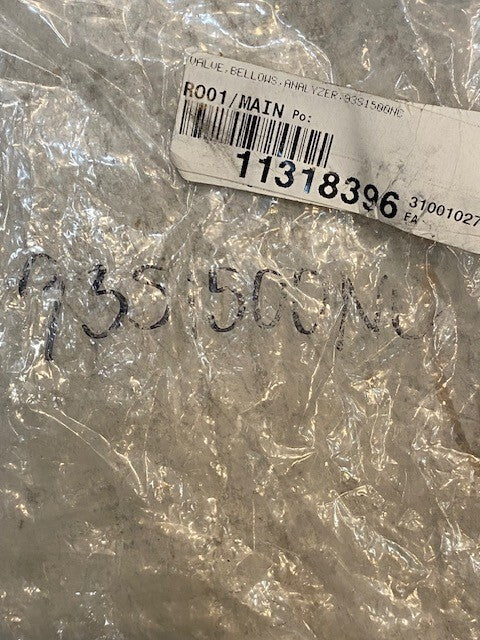 VALVE,BELLOWS,ANALYZER,93S1500NC
R001/MAIN Po:
11318396 31001027
EA
93S1500NC